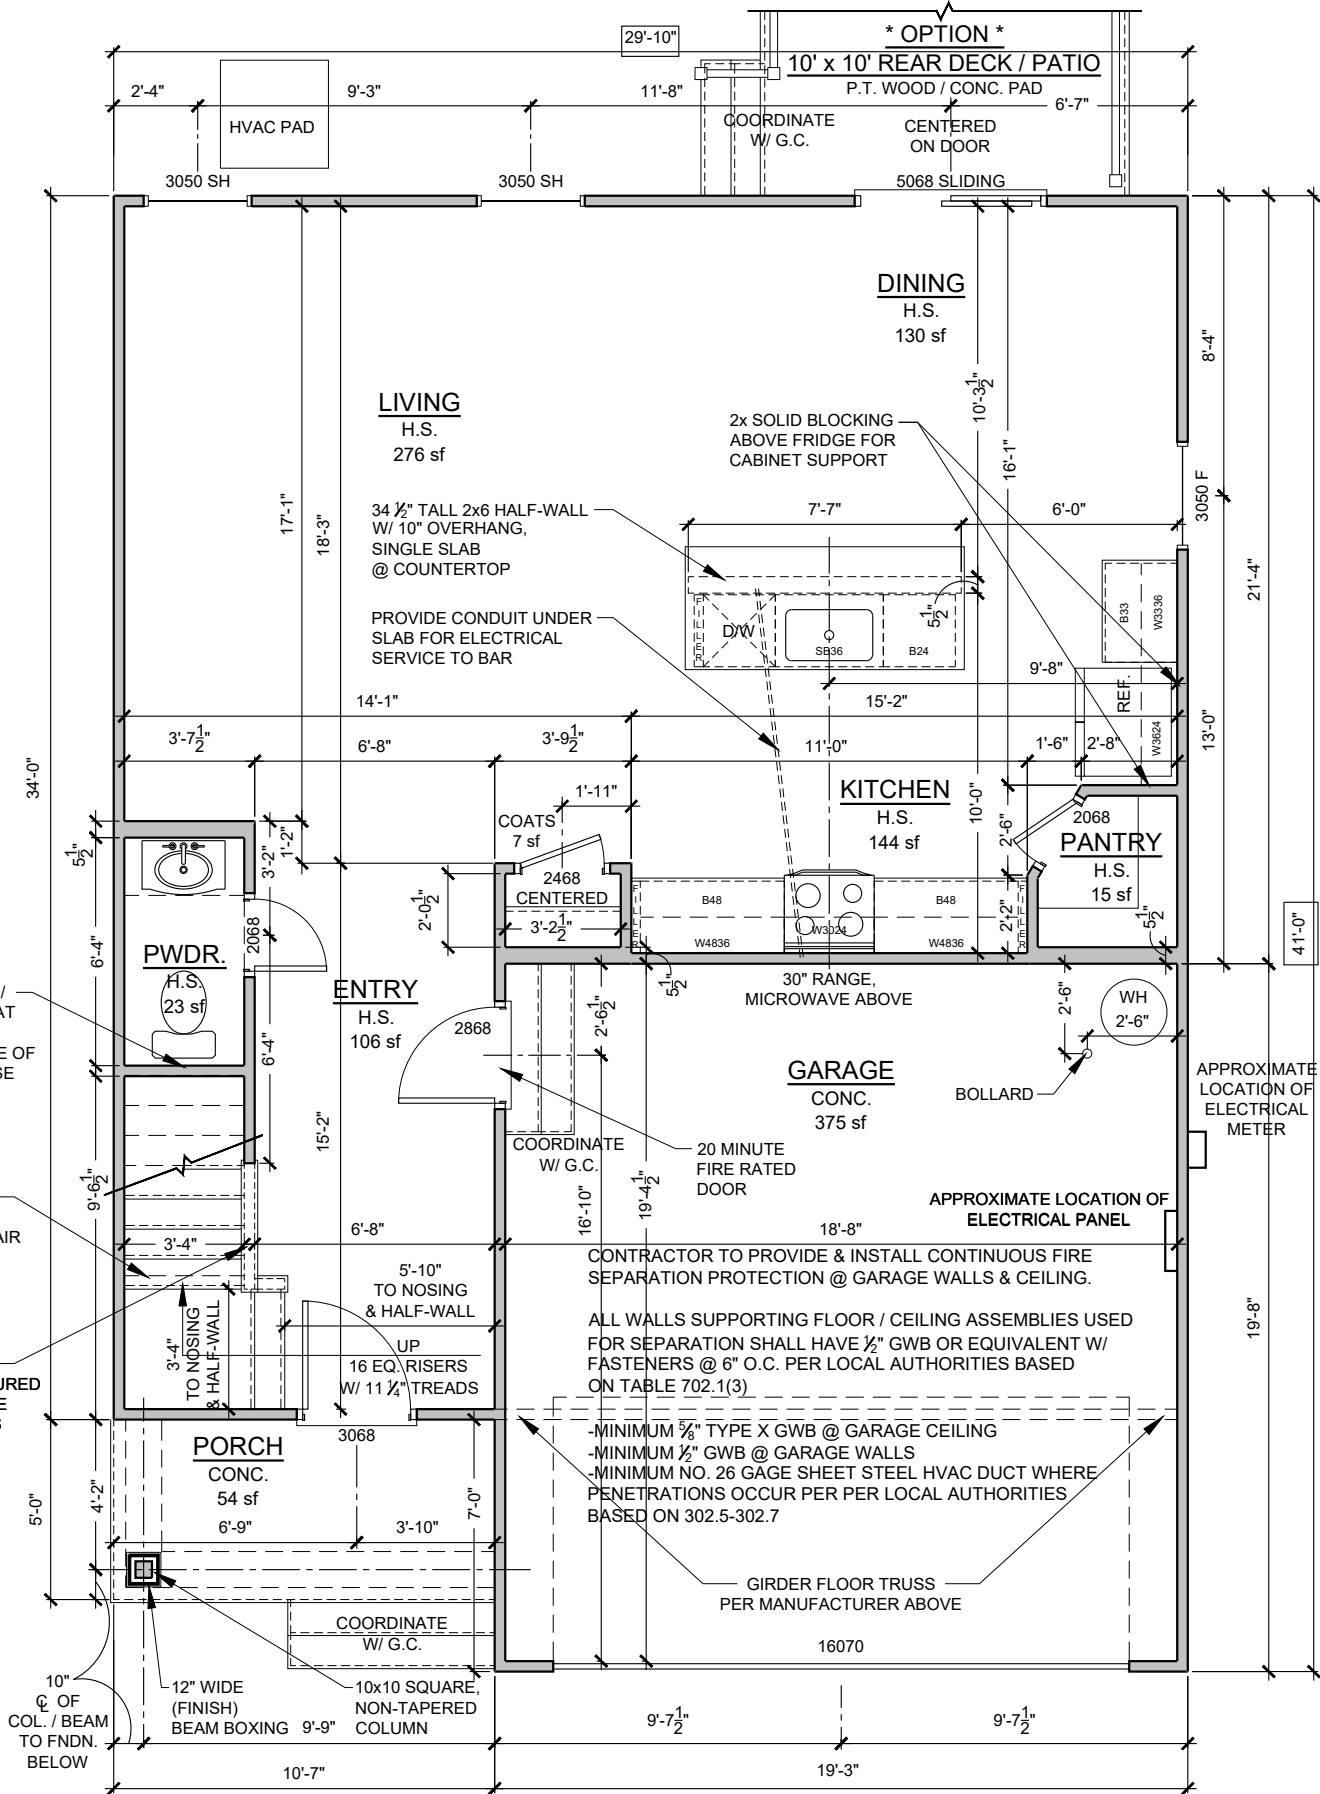 29'-10"
* OPTION *
10' x 10' REAR DECK / PATIO
P.T. WOOD / CONC. PAD
2'-4"
9'-3"
11'-8"
6'-7"
HVAC PAD
COORDINATE
W/ G.C.
CENTERED
ON DOOR
3050 SH
3050 SH
5068 SLIDING
DINING
H.S.
130 sf
8'-4"
10'-3 1/2"
16'-1"
LIVING
H.S.
276 sf
2x SOLID BLOCKING
ABOVE FRIDGE FOR
CABINET SUPPORT
3050 F
17'-1"
18'-3"
34 ½" TALL 2x6 HALF-WALL
W/ 10" OVERHANG,
SINGLE SLAB
@ COUNTERTOP
7'-7"
6'-0"
21'-4"
PROVIDE CONDUIT UNDER
SLAB FOR ELECTRICAL
SERVICE TO BAR
FILLER
D/W
SB36
B24
5 1/2"
B33
W3336
REF.
W3624
9'-8"
14'-1"
15'-2"
13'-0"
3'-7 1/2"
6'-8"
3'-9 1/2"
11'-0"
1'-6"
2'-8"
34'-0"
KITCHEN
H.S.
144 sf
10'-0"
2'-6"
2068
PANTRY
H.S.
15 sf
1'-11"
COATS
7 sf
2468
CENTERED
3'-2 1/2"
2'-0 1/2"
5 1/2"
3'-2"
1'-2"
FILLER
B48
W4836
W3024
B48
W4836
FILLER
2'-2"
5 1/2"
41'-0"
2068
6'-4"
PWDR.
H.S.
23 sf
ENTRY
H.S.
106 sf
5 1/2"
30" RANGE,
MICROWAVE ABOVE
2'-6 1/2"
2'-6"
WH
2'-6"
/
AT
E OF
SE
6'-4"
2868
GARAGE
CONC.
375 sf
BOLLARD
APPROXIMATE
LOCATION OF
ELECTRICAL
METER
15'-2"
COORDINATE
W/ G.C.
20 MINUTE
FIRE RATED
DOOR
9'-6 1/2"
16'-10"
19'-4 1/2"
APPROXIMATE LOCATION OF
ELECTRICAL PANEL
AIR
3'-4"
6'-8"
18'-8"
CONTRACTOR TO PROVIDE & INSTALL CONTINUOUS FIRE
SEPARATION PROTECTION @ GARAGE WALLS & CEILING.
5'-10"
TO NOSING
& HALF-WALL
3'-4"
TO NOSING
& HALF-WALL
ALL WALLS SUPPORTING FLOOR / CEILING ASSEMBLIES USED
FOR SEPARATION SHALL HAVE ½" GWB OR EQUIVALENT W/
FASTENERS @ 6" O.C. PER LOCAL AUTHORITIES BASED
ON TABLE 702.1(3)
19'-8"
UP
16 EQ. RISERS
W/ 11 ¼" TREADS
URED
E
S
-MINIMUM ⅝" TYPE X GWB @ GARAGE CEILING
-MINIMUM ½" GWB @ GARAGE WALLS
-MINIMUM NO. 26 GAGE SHEET STEEL HVAC DUCT WHERE
PENETRATIONS OCCUR PER PER LOCAL AUTHORITIES
BASED ON 302.5-302.7
3068
PORCH
CONC.
54 sf
5'-0"
4'-2"
7'-0"
6'-9"
3'-10"
GIRDER FLOOR TRUSS
PER MANUFACTURER ABOVE
COORDINATE
W/ G.C.
16070
10"
℄ OF
COL. / BEAM
TO FNDN.
BELOW
12" WIDE
(FINISH)
BEAM BOXING
10x10 SQUARE,
NON-TAPERED
COLUMN
9'-9"
9'-7 1/2"
9'-7 1/2"
10'-7"
19'-3"